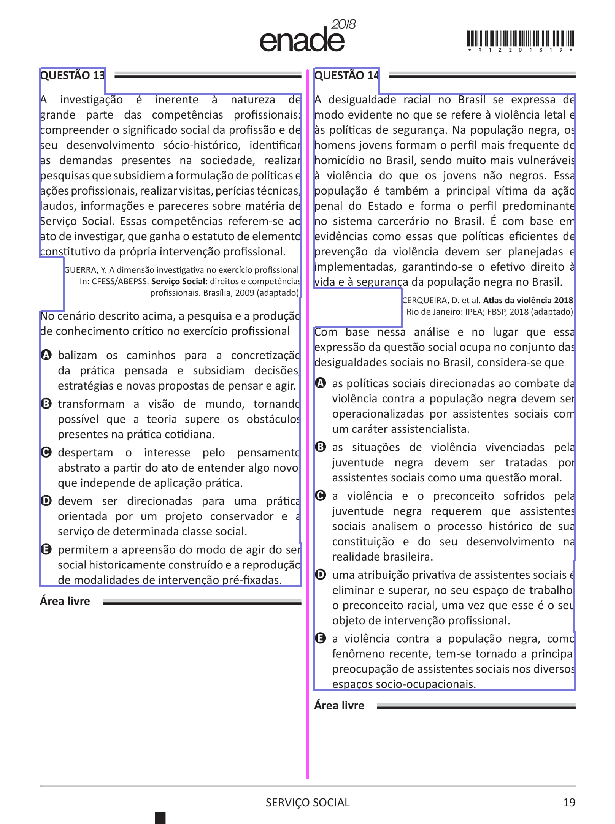 enade 2018
*R1220181 9*
QUESTÃO 13
A investigação é inerente à natureza de
grande parte das competências profissionais:
compreender o significado social da profissão e de
seu desenvolvimento sócio-histórico, identificar
as demandas presentes na sociedade, realizar
pesquisas que subsidiem a formulação de políticas e
ações profissionais, realizar visitas, perícias técnicas,
laudos, informações e pareceres sobre matéria de
Serviço Social. Essas competências referem-se ao
ato de investigar, que ganha o estatuto de elemento
constitutivo da própria intervenção profissional.
GUERRA, Y. A dimensão investigativa no exercício profissional.
In: CFESS/ABEPSS. Serviço Social: direitos e competências
profissionais. Brasília, 2009 (adaptado).
No cenário descrito acima, a pesquisa e a produção
de conhecimento crítico no exercício profissional
A balizam os caminhos para a concretização
da prática pensada e subsidiam decisões,
estratégias e novas propostas de pensar e agir.
B transformam a visão de mundo, tornando
possível que a teoria supere os obstáculos
presentes na prática cotidiana.
C despertam o interesse pelo pensamento
abstrato a partir do ato de entender algo novo,
que independe de aplicação prática.
D devem ser direcionadas para uma prática
orientada por um projeto conservador e a
serviço de determinada classe social.
E permitem a apreensão do modo de agir do ser
social historicamente construído e a reprodução
de modalidades de intervenção pré-fixadas.
Área livre
QUESTÃO 14
A desigualdade racial no Brasil se expressa de
modo evidente no que se refere à violência letal e
às políticas de segurança. Na população negra, os
homens jovens formam o perfil mais frequente de
homicídio no Brasil, sendo muito mais vulneráveis
à violência do que os jovens não negros. Essa
população é também a principal vítima da ação
penal do Estado e forma o perfil predominante
no sistema carcerário no Brasil. É com base em
evidências como essas que políticas eficientes de
prevenção da violência devem ser planejadas e
implementadas, garantindo-se o efetivo direito à
vida e à segurança da população negra no Brasil.
CERQUEIRA, D. et al. Atlas da violência 2018.
Rio de Janeiro: IPEA; FBSP, 2018 (adaptado).
Com base nessa análise e no lugar que essa
expressão da questão social ocupa no conjunto das
desigualdades sociais no Brasil, considera-se que
A as políticas sociais direcionadas ao combate da
violência contra a população negra devem ser
operacionalizadas por assistentes sociais com
um caráter assistencialista.
B as situações de violência vivenciadas pela
juventude negra devem ser tratadas por
assistentes sociais como uma questão moral.
C a violência e o preconceito sofridos pela
juventude negra requerem que assistentes
sociais analisem o processo histórico de sua
constituição e do seu desenvolvimento na
realidade brasileira.
D uma atribuição privativa de assistentes sociais é
eliminar e superar, no seu espaço de trabalho,
o preconceito racial, uma vez que esse é o seu
objeto de intervenção profissional.
E a violência contra a população negra, como
fenômeno recente, tem-se tornado a principal
preocupação de assistentes sociais nos diversos
espaços socio-ocupacionais.
Área livre
SERVIÇO SOCIAL
19